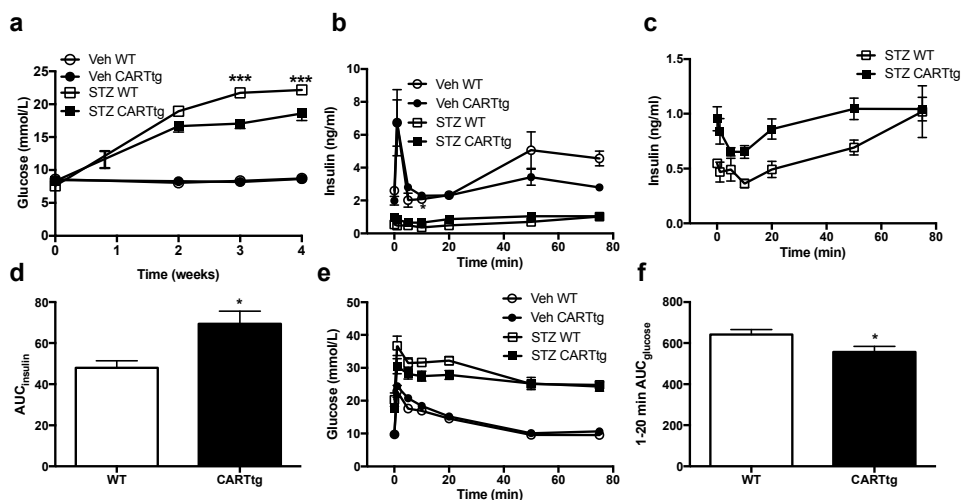 a
Veh WT
Veh CARTtg
STZ WT
STZ CARTtg
Glucose (mmol/L)
25
20
15
10
5
0
0
2
3
4
Time (weeks)
***
***
b
Veh WT
Veh CARTtg
STZ WT
STZ CARTtg
Insulin (ng/ml)
10
8
6
4
2
0
0
20
40
60
80
Time (min)
*
c
STZ WT
STZ CARTtg
Insulin (ng/ml)
1.5
1.0
0.5
0.0
0
20
40
60
80
Time (min)
d
AUCinsulin
80
60
40
20
0
WT
CARTtg
*
e
Veh WT
Veh CARTtg
STZ WT
STZ CARTtg
Glucose (mmol/L)
50
40
30
20
10
0
0
20
40
60
80
Time (min)
f
1-20 min AUCglucose
800
600
400
200
0
WT
CARTtg
*